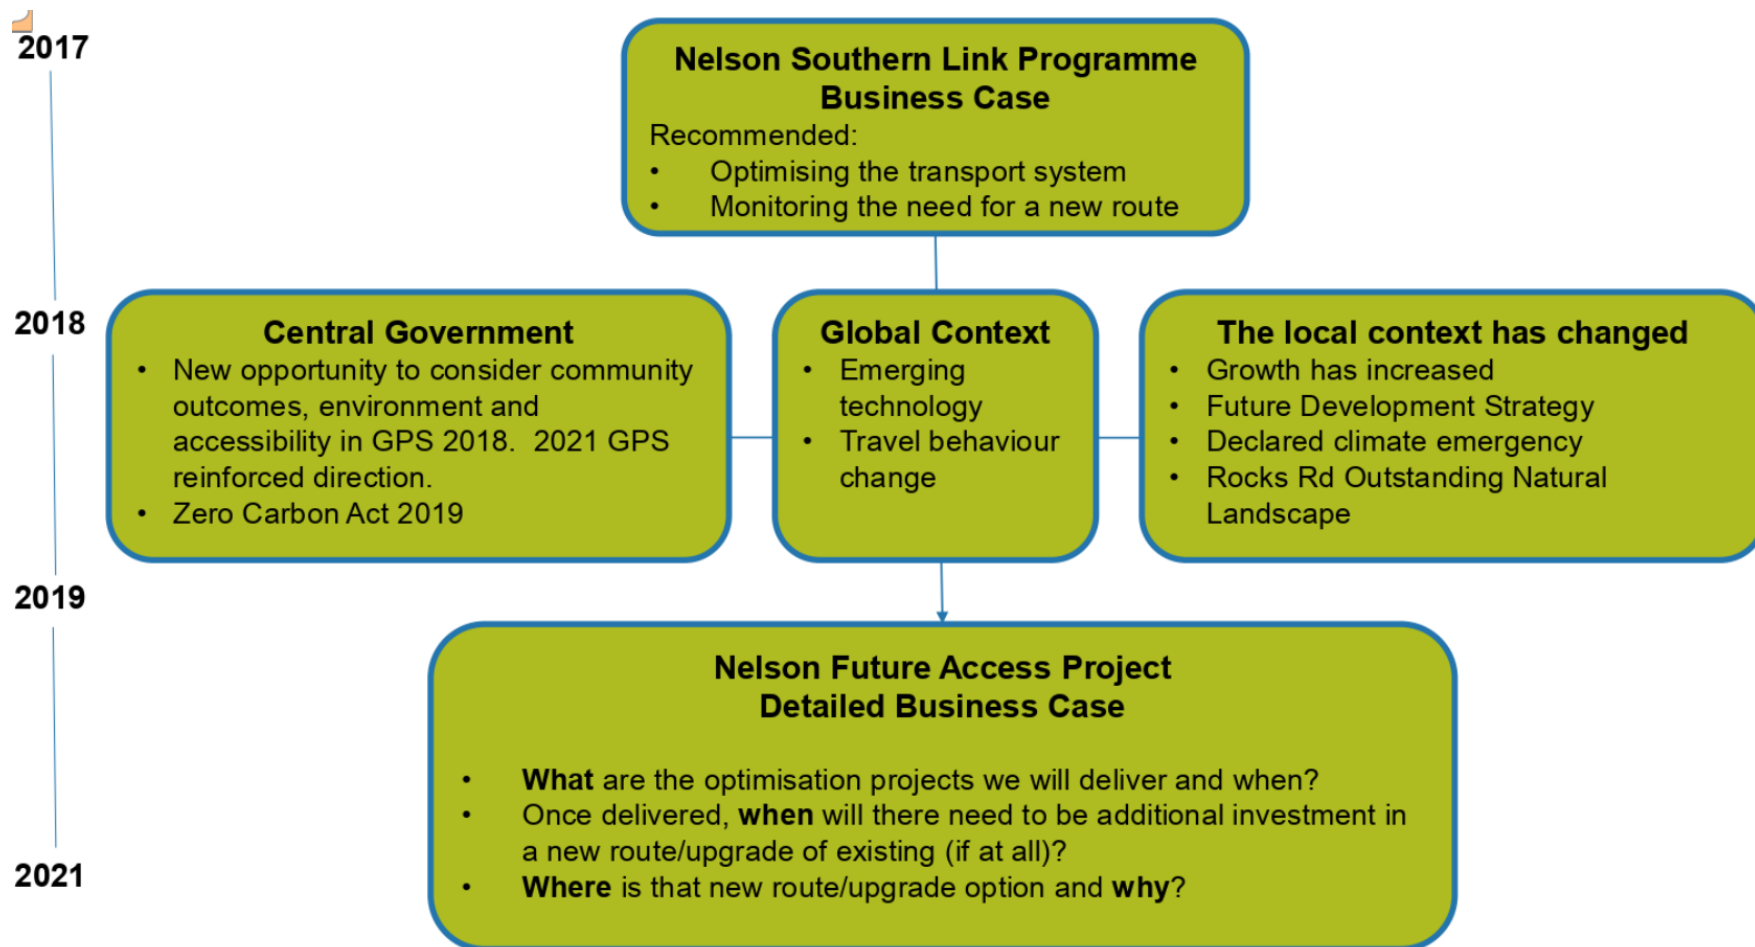 2017
Nelson Southern Link Programme
Business Case
Recommended:
• Optimising the transport system
• Monitoring the need for a new route
2018
Central Government
• New opportunity to consider community
outcomes, environment and
accessibility in GPS 2018.  2021 GPS
reinforced direction.
• Zero Carbon Act 2019
Global Context
• Emerging
technology
• Travel behaviour
change
The local context has changed
• Growth has increased
• Future Development Strategy
• Declared climate emergency
• Rocks Rd Outstanding Natural
Landscape
2019
Nelson Future Access Project
Detailed Business Case
• What are the optimisation projects we will deliver and when?
• Once delivered, when will there need to be additional investment in
a new route/upgrade of existing (if at all)?
• Where is that new route/upgrade option and why?
2021